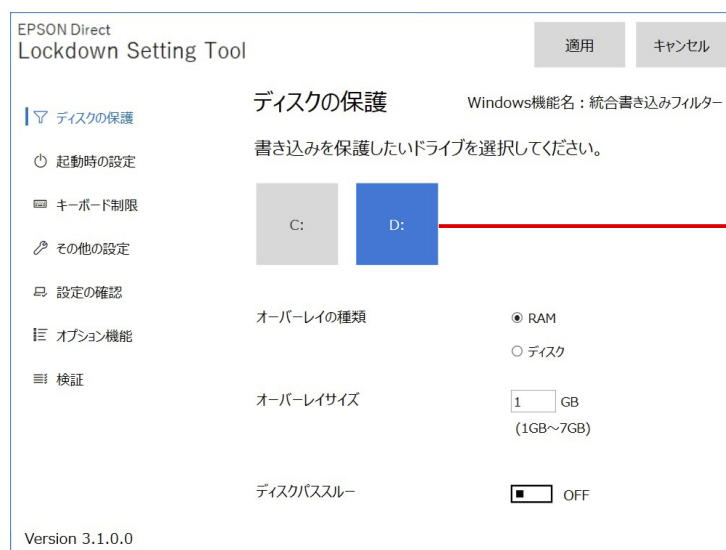 EPSON Direct
Lockdown Setting Tool
適用
キャンセル
ディスクの保護
起動時の設定
キーボード制限
その他の設定
設定の確認
オプション機能
検証
Version 3.1.0.0
ディスクの保護
Windows機能名：統合書き込みフィルター
書き込みを保護したいドライブを選択してください。
C:
D:
オーバーレイの種類
RAM
ディスク
オーバーレイサイズ
1 GB
(1GB～7GB)
ディスクパススルー
OFF